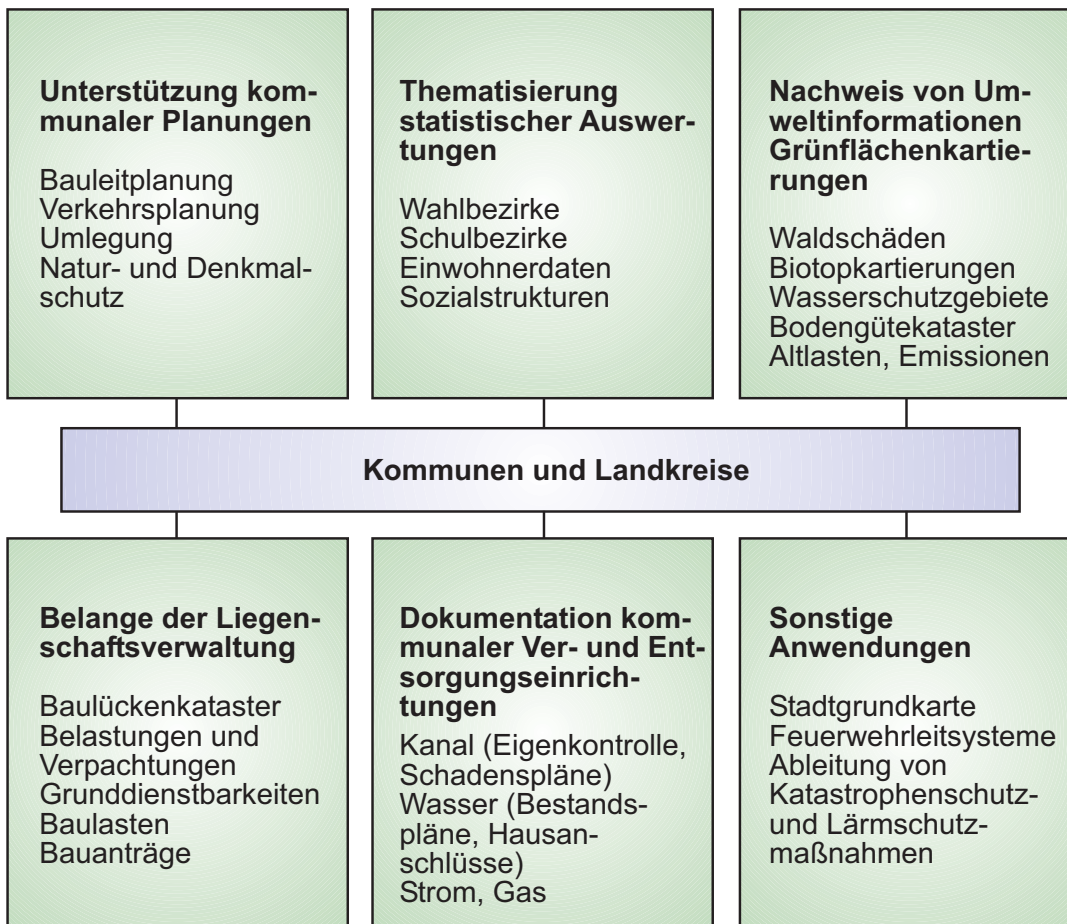 Unterstützung kom-
munaler Planungen
Bauleitplanung
Verkehrsplanung
Umlegung
Natur- und Denkmal-
schutz
Thematisierung
statistischer Auswer-
tungen
Wahlbezirke
Schulbezirke
Einwohnerdaten
Sozialstrukturen
Nachweis von Um-
weltinformationen
Grünflächenkartie-
rungen
Waldschäden
Biotopkartierungen
Wasserschutzgebiete
Bodengütekataster
Altlasten, Emissionen
Kommunen und Landkreise
Belange der Liegen-
schaftsverwaltung
Baulückenkataster
Belastungen und
Verpachtungen
Grunddienstbarkeiten
Baulasten
Bauanträge
Dokumentation kom-
munaler Ver- und Ent-
sorgungseinrich-
tungen
Kanal (Eigenkontrolle,
Schadenspläne)
Wasser (Bestands-
pläne, Hausan-
schlüsse)
Strom, Gas
Sonstige
Anwendungen
Stadtgrundkarte
Feuerwehrleitsysteme
Ableitung von
Katastrophenschutz-
und Lärmschutz-
maßnahmen